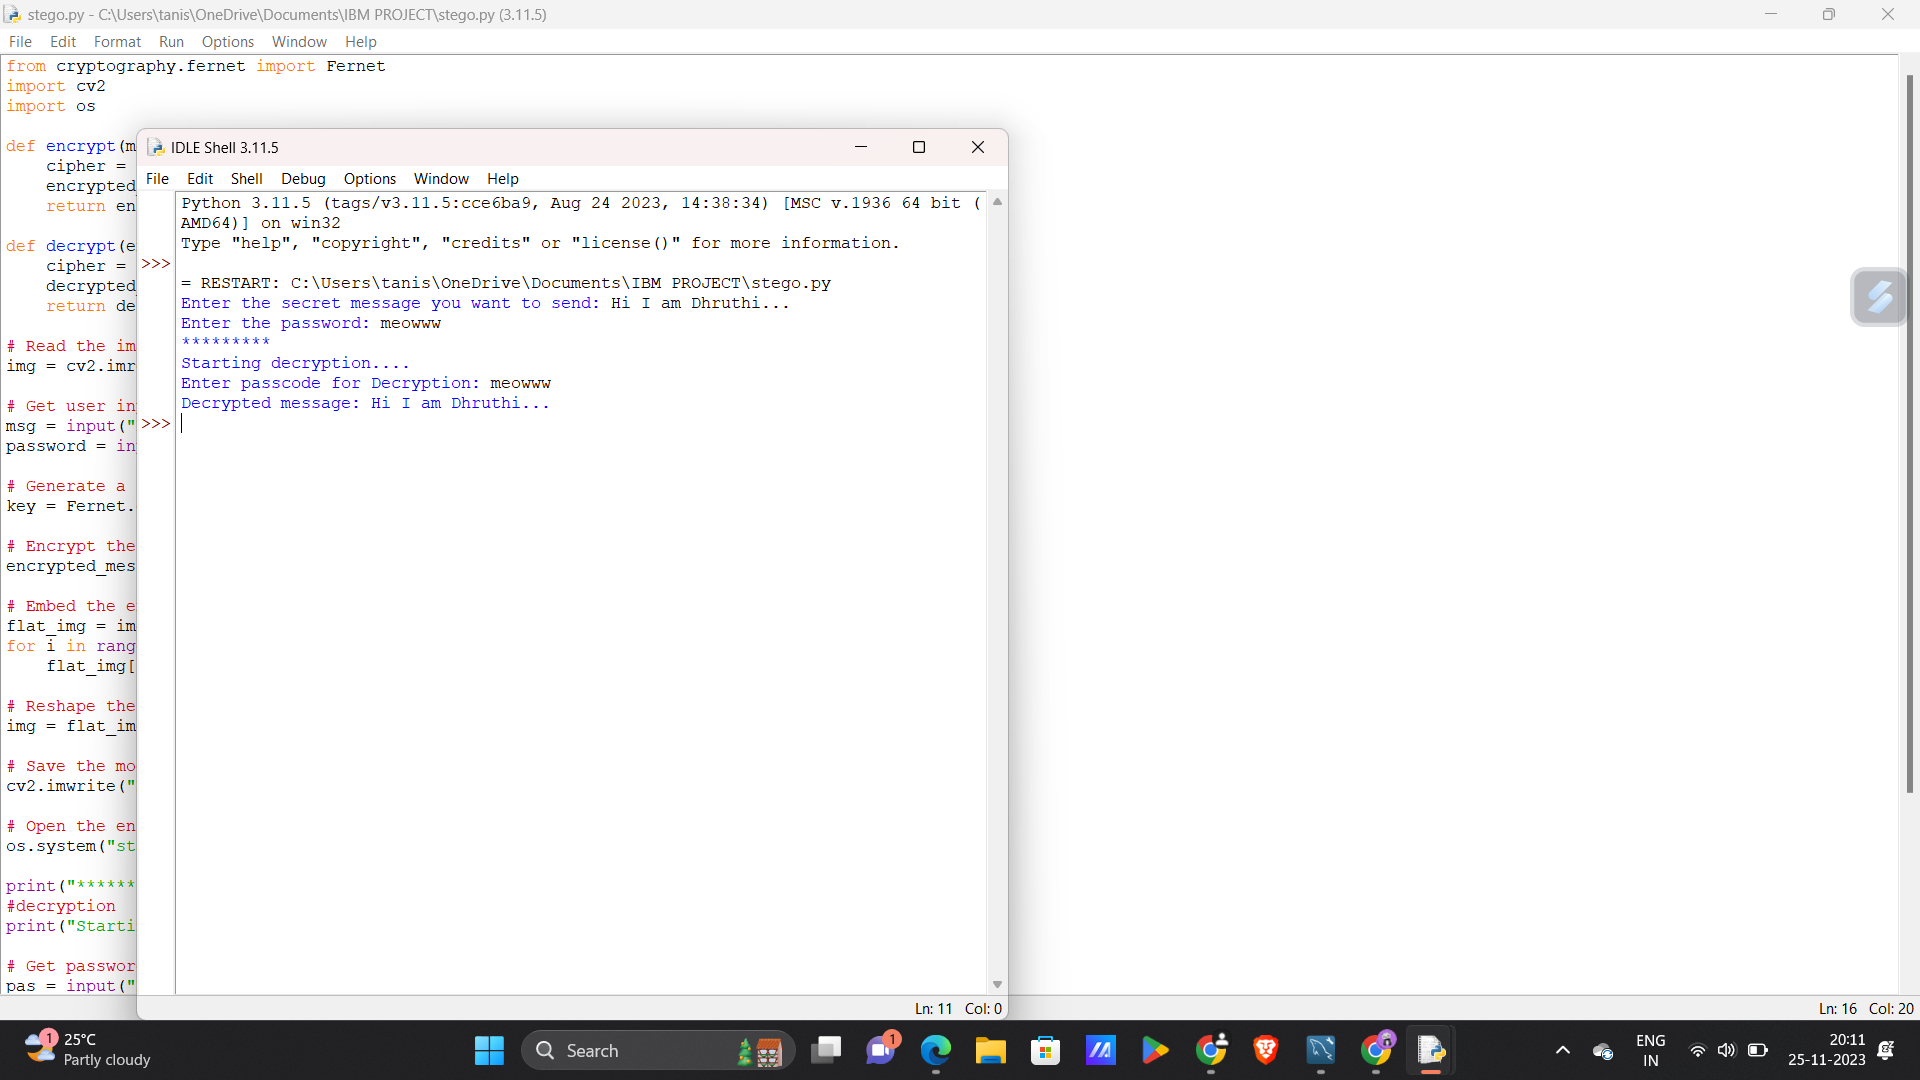 stego.py - C:\Users\tanis\OneDrive\Documents\IBM PROJECT\stego.py (3.11.5)
File Edit Format Run Options Window Help
from cryptography.fernet import Fernet
import cv2
import os
def encrypt(m
cipher =
encrypted
return en
def decrypt(e
cipher =
decrypted
return de
# Read the im
img = cv2.imr
# Get user in
msg = input("
password = in
# Generate a
key = Fernet.
# Encrypt the
encrypted_mes
# Embed the e
flat_img = im
for i in rang
flat_img[
# Reshape the
img = flat_im
# Save the mo
cv2.imwrite("
# Open the en
os.system("st
print("******
#decryption
print("Starti
# Get passwor
pas = input("
IDLE Shell 3.11.5
File Edit Shell Debug Options Window Help
Python 3.11.5 (tags/v3.11.5:cce6ba9, Aug 24 2023, 14:38:34) [MSC v.1936 64 bit (
AMD64)] on win32
Type "help", "copyright", "credits" or "license()" for more information.
>>>
= RESTART: C:\Users\tanis\OneDrive\Documents\IBM PROJECT\stego.py
Enter the secret message you want to send: Hi I am Dhruthi...
Enter the password: meowww
*********
Starting decryption....
Enter passcode for Decryption: meowww
Decrypted message: Hi I am Dhruthi...
>>>
Ln: 11 Col: 0
Ln: 16 Col: 20
1
25°C
Partly cloudy
Search
1
ENG
IN
20:11
25-11-2023